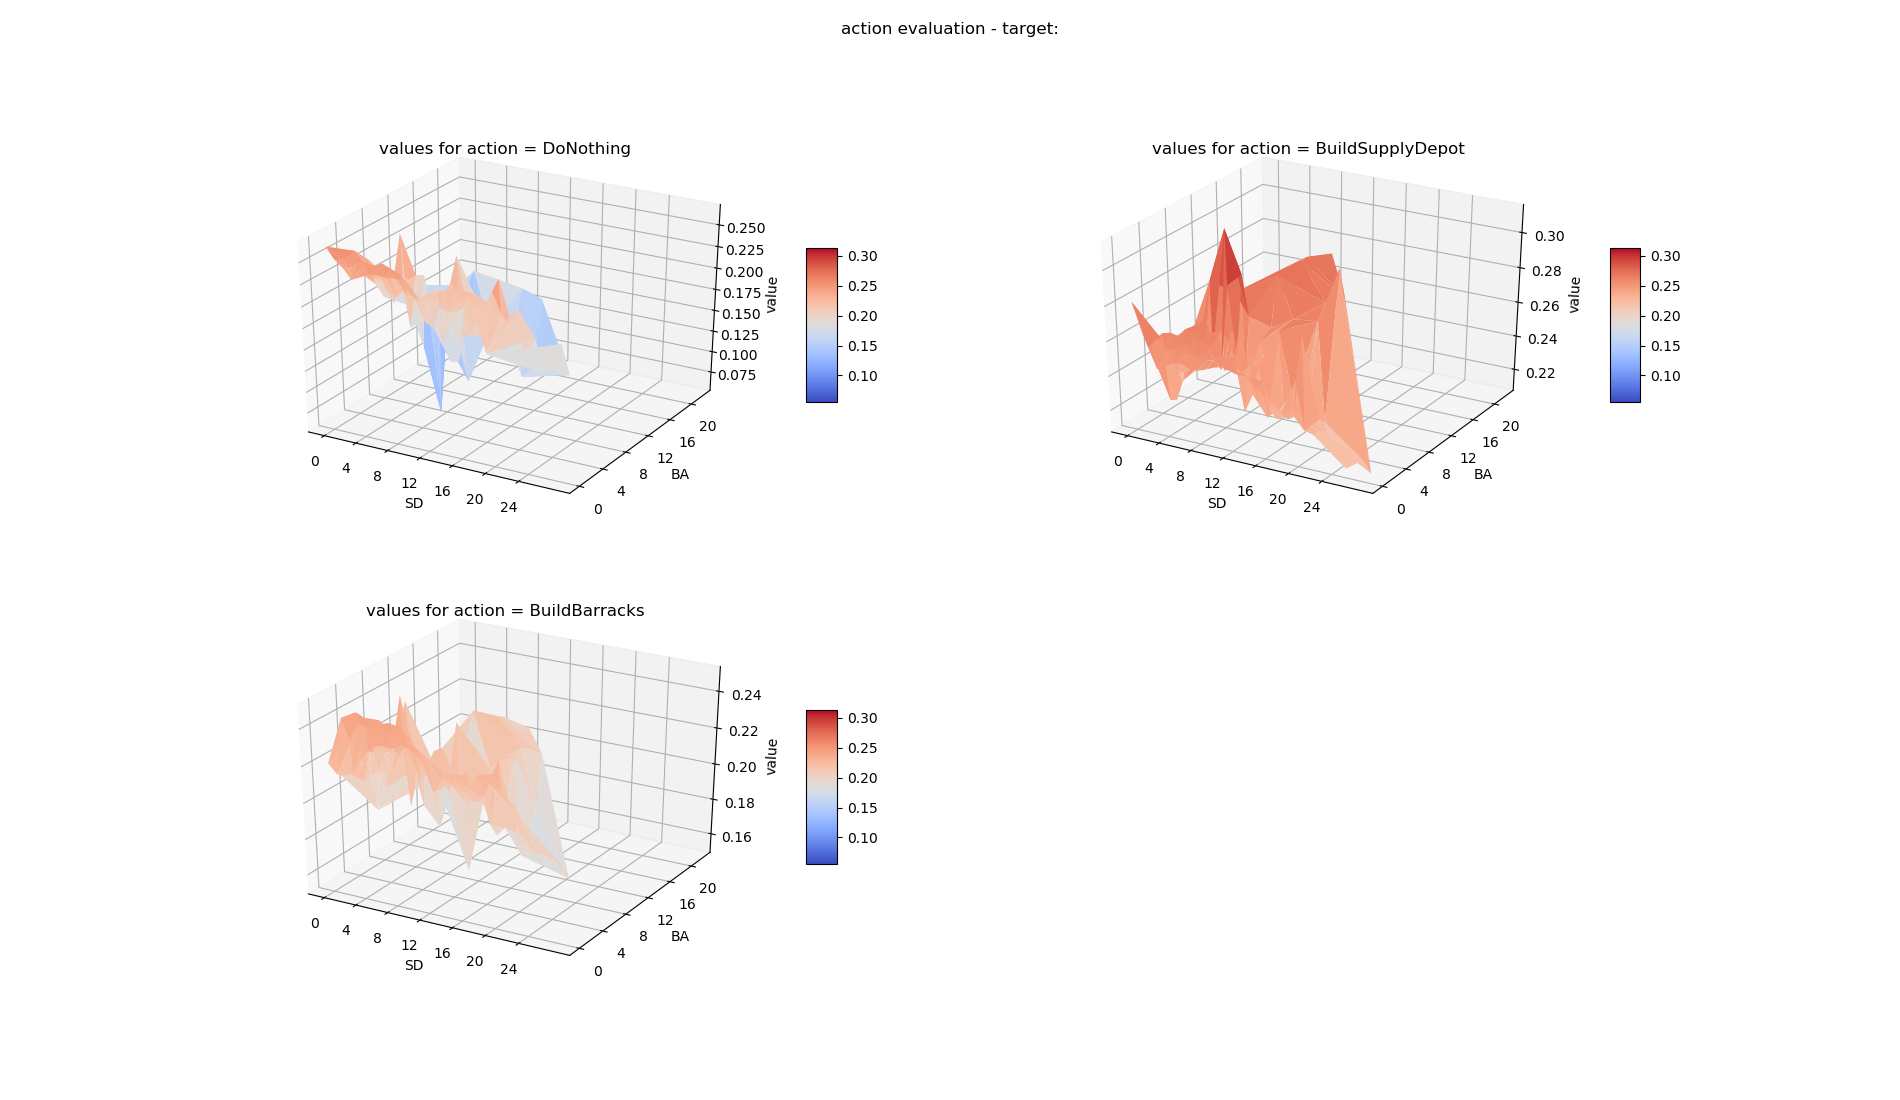 action evaluation - target:
values for action = DoNothing
0.250
0.225
0.200
0.175
0.150
0.125
0.100
0.075
value
0 4 8 12 16 20 24
SD
0 4 8 12 16 20
BA
0.30
0.25
0.20
0.15
0.10
values for action = BuildSupplyDepot
0.30
0.28
0.26
0.24
0.22
value
0 4 8 12 16 20 24
SD
0 4 8 12 16 20
BA
0.30
0.25
0.20
0.15
0.10
values for action = BuildBarracks
0.24
0.22
0.20
0.18
0.16
value
0 4 8 12 16 20 24
SD
0 4 8 12 16 20
BA
0.30
0.25
0.20
0.15
0.10